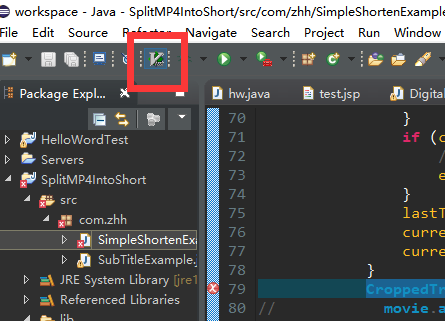 workspace - Java - SplitMP4IntoShort/src/com/zhh/SimpleShortenExample
File Edit Source Refactor Navigate Search Project Run Window
Package Expl...
hw.java
test.jsp
Digital
HelloWordTest
Servers
SplitMP4IntoShort
src
com.zhh
SimpleShortenExa
SubTitleExample.j
JRE System Library [jre1
Referenced Libraries
lib
70 }
71 if (c
72 /
73 e
74 }
75 lastT
76 curre
77 curre
78 }
79 CroppedTr
80 // movie.a